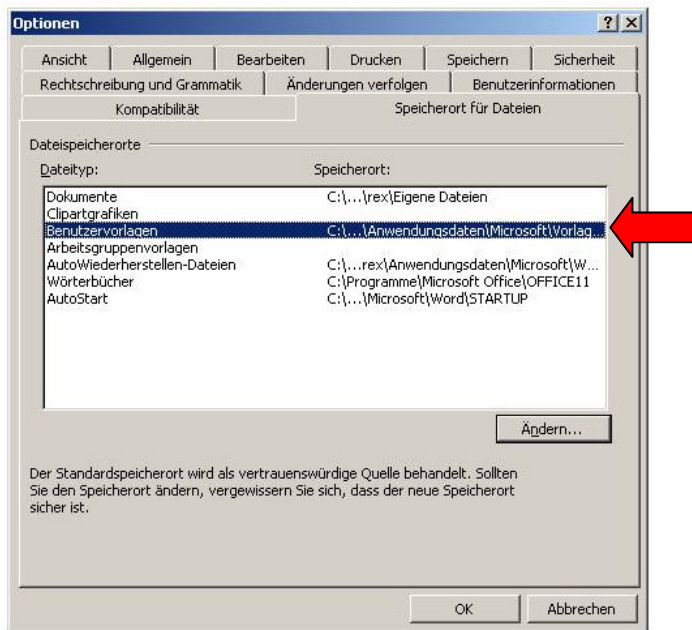 Optionen
Ansicht Allgemein Bearbeiten Drucken Speichern Sicherheit
Rechtschreibung und Grammatik Änderungen verfolgen Benutzerinformationen
Kompatibilität Speicherort für Dateien
Dateispeicherorte
Dateityp: Speicherort:
Dokumente C:\...\rex\Eigene Dateien
Clipartgrafiken
Benutzervorlagen C:\...\Anwendungsdaten\Microsoft\Vorlag...
Arbeitsgruppenvorlagen
AutoWiederherstellen-Dateien C:\...rex\Anwendungsdaten\Microsoft\W...
Wörterbücher C:\Programme\Microsoft Office\OFFICE11
AutoStart C:\...\Microsoft\Word\STARTUP
Ändern...
Der Standardspeicherort wird als vertrauenswürdige Quelle behandelt. Sollten
Sie den Speicherort ändern, vergewissern Sie sich, dass der neue Speicherort
sicher ist.
OK Abbrechen